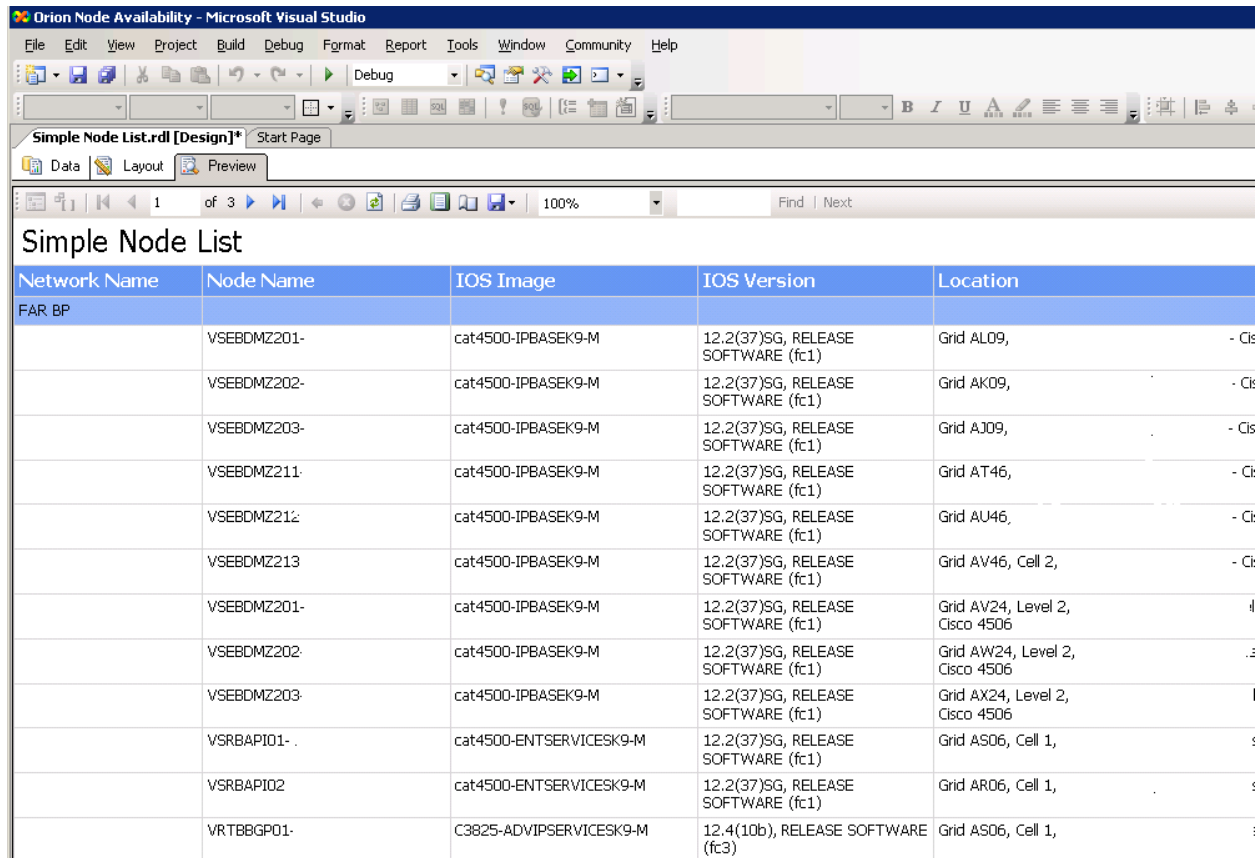 Orion Node Availability - Microsoft Visual Studio
File Edit View Project Build Debug Format Report Tools Window Community Help
Debug
B I U A
Simple Node List.rdl [Design]* Start Page
Data Layout Preview
1 of 3 100% Find | Next
Simple Node List
Network Name Node Name IOS Image IOS Version Location
FAR BP
VSEBDMZ201- cat4500-IPBASEK9-M 12.2(37)SG, RELEASE Grid AL09, - Cis
SOFTWARE (fc1)
VSEBDMZ202- cat4500-IPBASEK9-M 12.2(37)SG, RELEASE Grid AK09, - Cis
SOFTWARE (fc1)
VSEBDMZ203- cat4500-IPBASEK9-M 12.2(37)SG, RELEASE Grid AJ09, - Cis
SOFTWARE (fc1)
VSEBDMZ211- cat4500-IPBASEK9-M 12.2(37)SG, RELEASE Grid AT46, - Cis
SOFTWARE (fc1)
VSEBDMZ212 cat4500-IPBASEK9-M 12.2(37)SG, RELEASE Grid AU46, - Cis
SOFTWARE (fc1)
VSEBDMZ213 cat4500-IPBASEK9-M 12.2(37)SG, RELEASE Grid AV46, Cell 2, - Cis
SOFTWARE (fc1)
VSEBDMZ201- cat4500-IPBASEK9-M 12.2(37)SG, RELEASE Grid AV24, Level 2,
SOFTWARE (fc1) Cisco 4506
VSEBDMZ202- cat4500-IPBASEK9-M 12.2(37)SG, RELEASE Grid AW24, Level 2,
SOFTWARE (fc1) Cisco 4506
VSEBDMZ203- cat4500-IPBASEK9-M 12.2(37)SG, RELEASE Grid AX24, Level 2,
SOFTWARE (fc1) Cisco 4506
VSRBAPI01- cat4500-ENTSERVICESK9-M 12.2(37)SG, RELEASE Grid AS06, Cell 1,
SOFTWARE (fc1)
VSRBAPI02 cat4500-ENTSERVICESK9-M 12.2(37)SG, RELEASE Grid AR06, Cell 1,
SOFTWARE (fc1)
VRTBBGP01- C3825-ADVIPSERVICESK9-M 12.4(10b), RELEASE SOFTWARE Grid AS06, Cell 1,
(fc3)